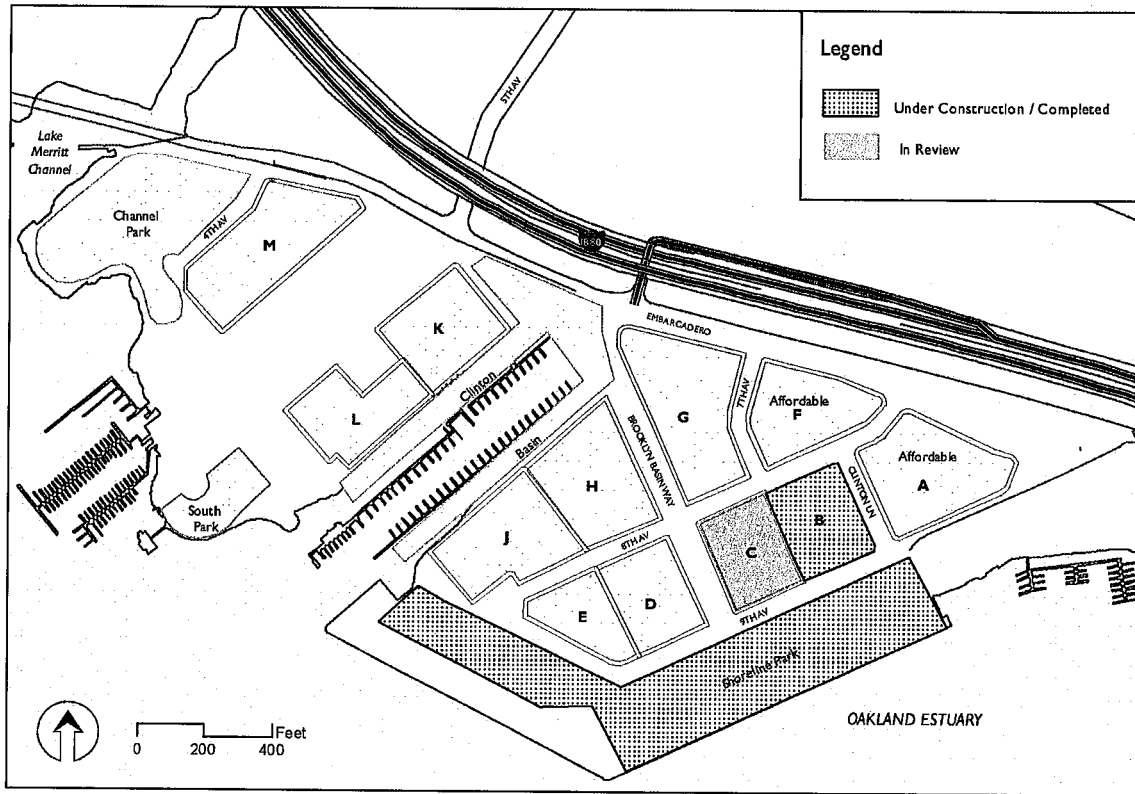 Legend
Under Construction / Completed
In Review
5TH AV
Lake
Merritt
Channel
Channel
Park
4TH AV
M
I680
K
EMBARCADERO
Clinton
7TH AV
Affordable
F
G
L
BROOKLYN BASIN WAY
Basin
Affordable
A
CLINTON LN
H
South
Park
B
J
C
8TH AV
E
D
9TH AV
Shoreline Park
OAKLAND ESTUARY
Feet
0
200
400